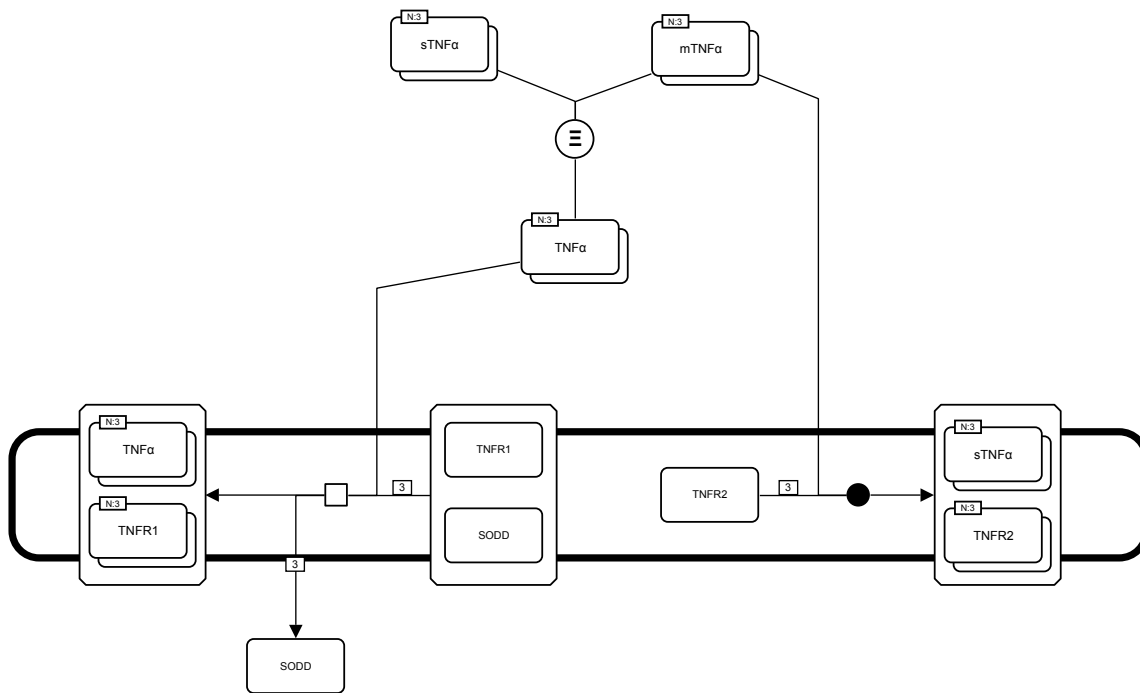 N:3
sTNFα
N:3
mTNFα
Ξ
N:3
TNFα
N:3
TNFα
N:3
TNFR1
3
3
SODD
TNFR1
SODD
TNFR2
3
N:3
sTNFα
N:3
TNFR2